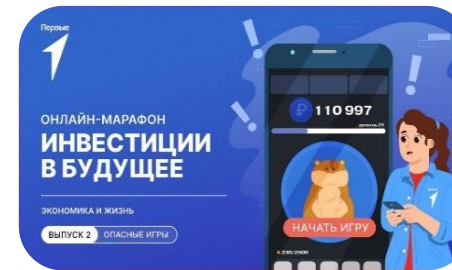 Первые
ОНЛАЙН-МАРАФОН
ИНВЕСТИЦИИ
В БУДУЩЕЕ
ЭКОНОМИКА И ЖИЗНЬ
ВЫПУСК 2 ОПАСНЫЕ ИГРЫ
₽ 110 997
НАЧАТЬ ИГРУ